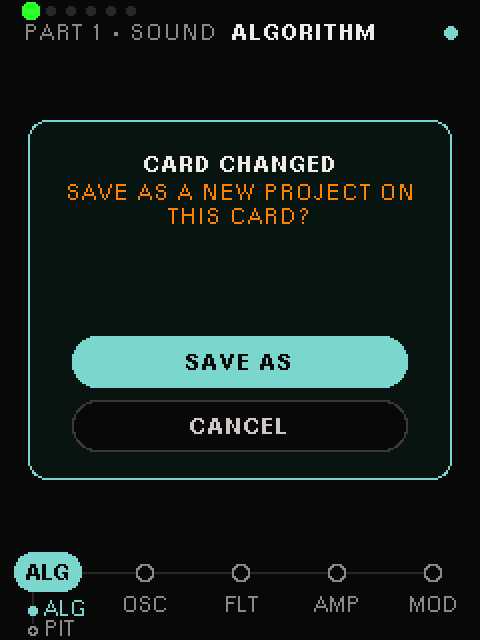 PART 1 · SOUND ALGORITHM
CARD CHANGED
SAVE AS A NEW PROJECT ON
THIS CARD?
SAVE AS
CANCEL
ALG
ALG OSC FLT AMP MOD
PIT